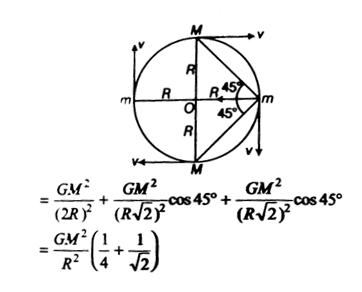 M
v
v
R
45°
m
R
R
m
O
45°
R
v
M
v
= GM²/(2R)² + GM²/(R√2)² cos 45° + GM²/(R√2)² cos 45°
= GM²/R² (1/4 + 1/√2)